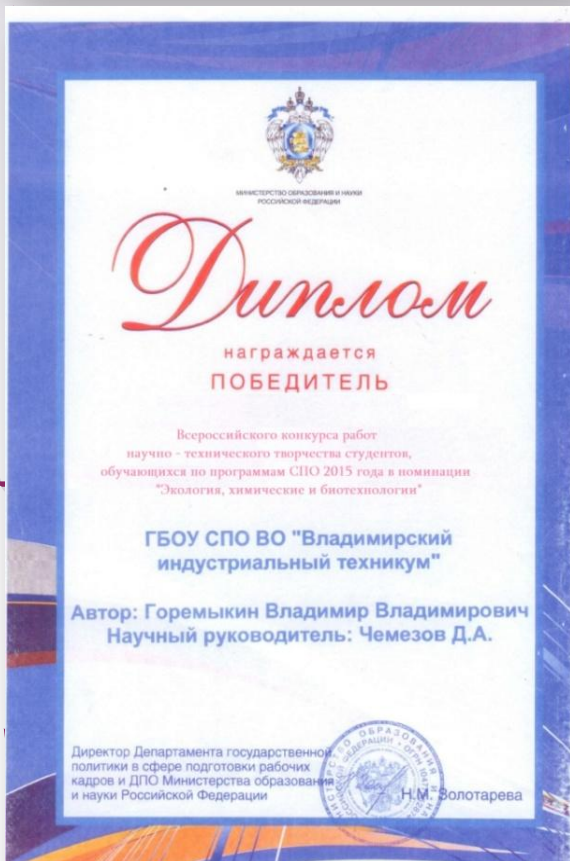 МИНИСТЕРСТВО ОБРАЗОВАНИЯ И НАУКИ
РОССИЙСКОЙ ФЕДЕРАЦИИ
Диплом
награждается
ПОБЕДИТЕЛЬ
Всероссийского конкурса работ
научно - технического творчества студентов,
обучающихся по программам СПО 2015 года в номинации
"Экология, химические и биотехнологии"
ГБОУ СПО ВО "Владимирский
индустриальный техникум"
Автор: Горемыкин Владимир Владимирович
Научный руководитель: Чемезов Д.А.
Директор Департамента государственной
политики в сфере подготовки рабочих
кадров и ДПО Министерства образования
и науки Российской Федерации
Н.М. Золотарева